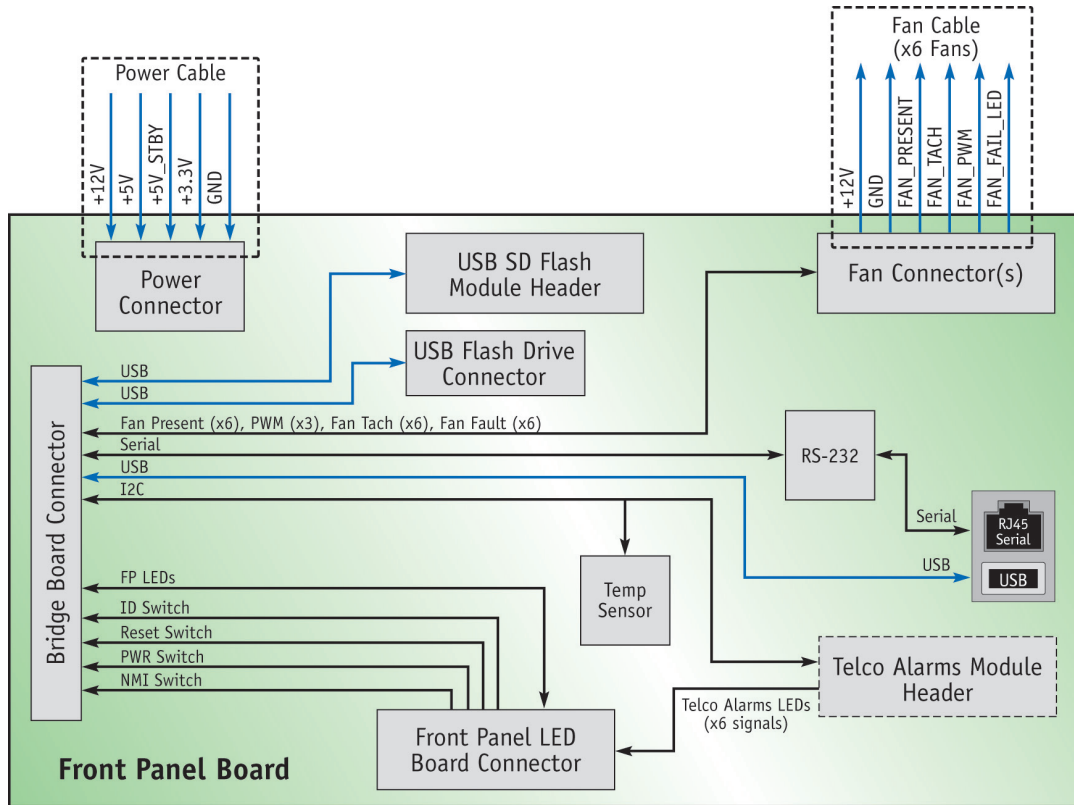 Power Cable
+12V
+5V
+5V_STBY
+3.3V
GND
Fan Cable
(x6 Fans)
+12V
GND
FAN_PRESENT
FAN_TACH
FAN_PWM
FAN_FAIL_LED
Power
Connector
USB SD Flash
Module Header
Fan Connector(s)
USB Flash Drive
Connector
Bridge Board Connector
USB
USB
Fan Present (x6), PWM (x3), Fan Tach (x6), Fan Fault (x6)
Serial
USB
I2C
RS-232
Serial
RJ45
Serial
USB
USB
Temp
Sensor
FP LEDs
ID Switch
Reset Switch
PWR Switch
NMI Switch
Telco Alarms Module
Header
Telco Alarms LEDs
(x6 signals)
Front Panel LED
Board Connector
Front Panel Board